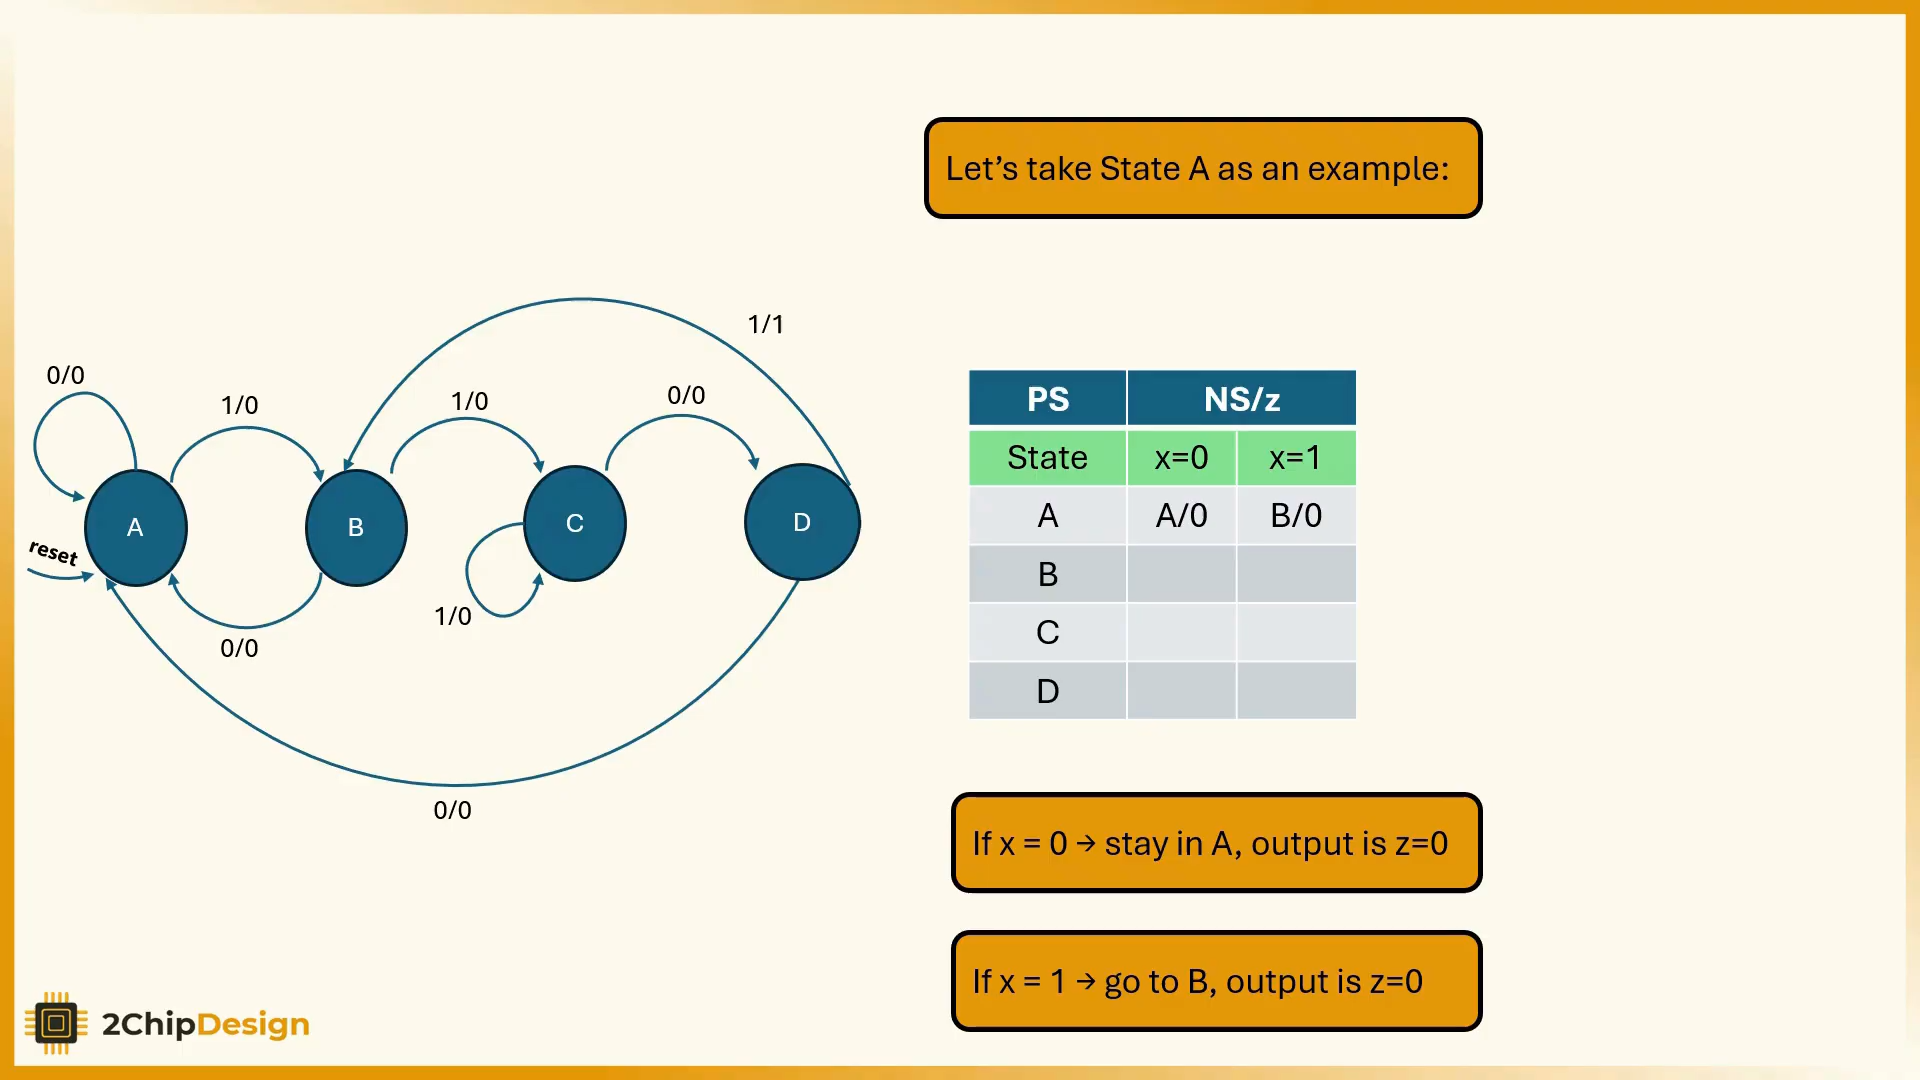 Let’s take State A as an example:
1/1
0/0
1/0
1/0
0/0
A
B
C
D
reset
1/0
0/0
0/0
PS NS/z
State x=0 x=1
A A/0 B/0
B
C
D
If x = 0 → stay in A, output is z=0
If x = 1 → go to B, output is z=0
2ChipDesign